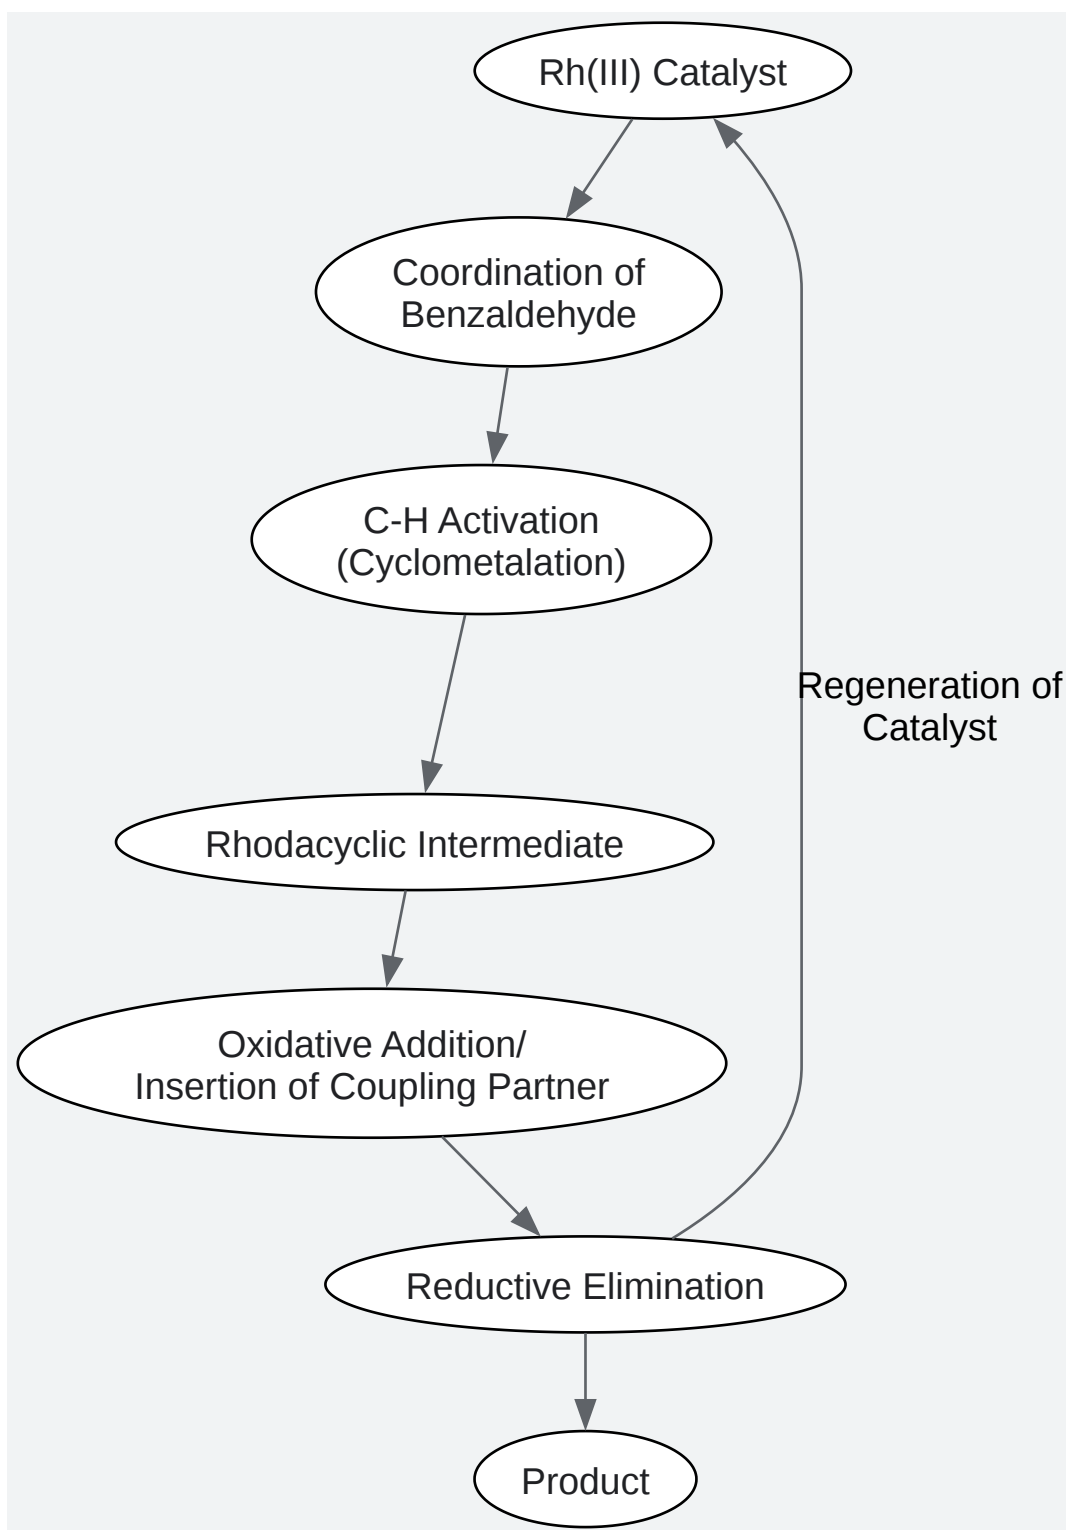 Rh(III) Catalyst
Coordination of
Benzaldehyde
C-H Activation
(Cyclometalation)
Regeneration of
Catalyst
Rhodacyclic Intermediate
Oxidative Addition/
Insertion of Coupling Partner
Reductive Elimination
Product